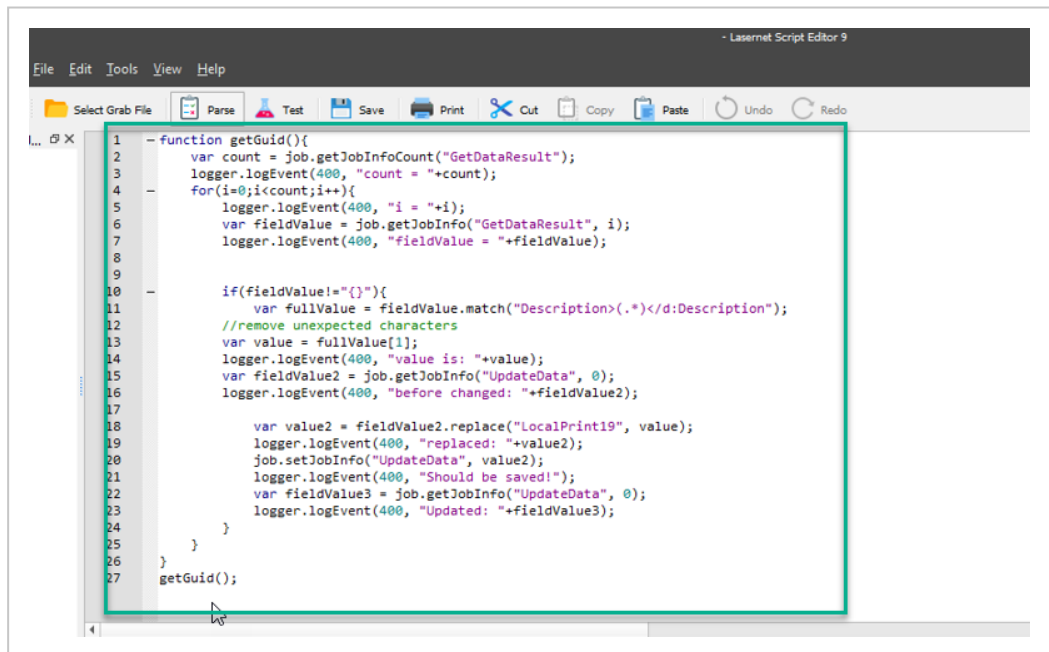 - Lasernet Script Editor 9
File Edit Tools View Help
Select Grab File Parse Test Save Print Cut Copy Paste Undo Redo
...
1 function getGuid(){
2 var count = job.getJobInfoCount("GetDataResult");
3 logger.logEvent(400, "count = "+count);
4 for(i=0;i<count;i++){
5 logger.logEvent(400, "i = "+i);
6 var fieldValue = job.getJobInfo("GetDataResult", i);
7 logger.logEvent(400, "fieldValue = "+fieldValue);
8
9
10 if(fieldValue!="{}"){
11 var fullValue = fieldValue.match("Description>(.*)</d:Description");
12 //remove unexpected characters
13 var value = fullValue[1];
14 logger.logEvent(400, "value is: "+value);
15 var fieldValue2 = job.getJobInfo("UpdateData", 0);
16 logger.logEvent(400, "before changed: "+fieldValue2);
17
18 var value2 = fieldValue2.replace("LocalPrint19", value);
19 logger.logEvent(400, "replaced: "+value2);
20 job.setJobInfo("UpdateData", value2);
21 logger.logEvent(400, "Should be saved!");
22 var fieldValue3 = job.getJobInfo("UpdateData", 0);
23 logger.logEvent(400, "Updated: "+fieldValue3);
24 }
25 }
26 }
27 getGuid();